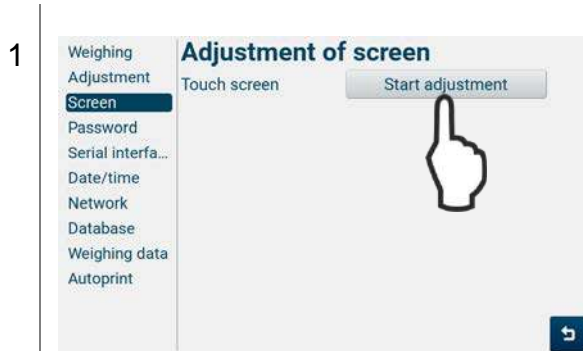 1
Weighing
Adjustment
Screen
Password
Serial interfa...
Date/time
Network
Database
Weighing data
Autoprint
Adjustment of screen
Touch screen
Start adjustment